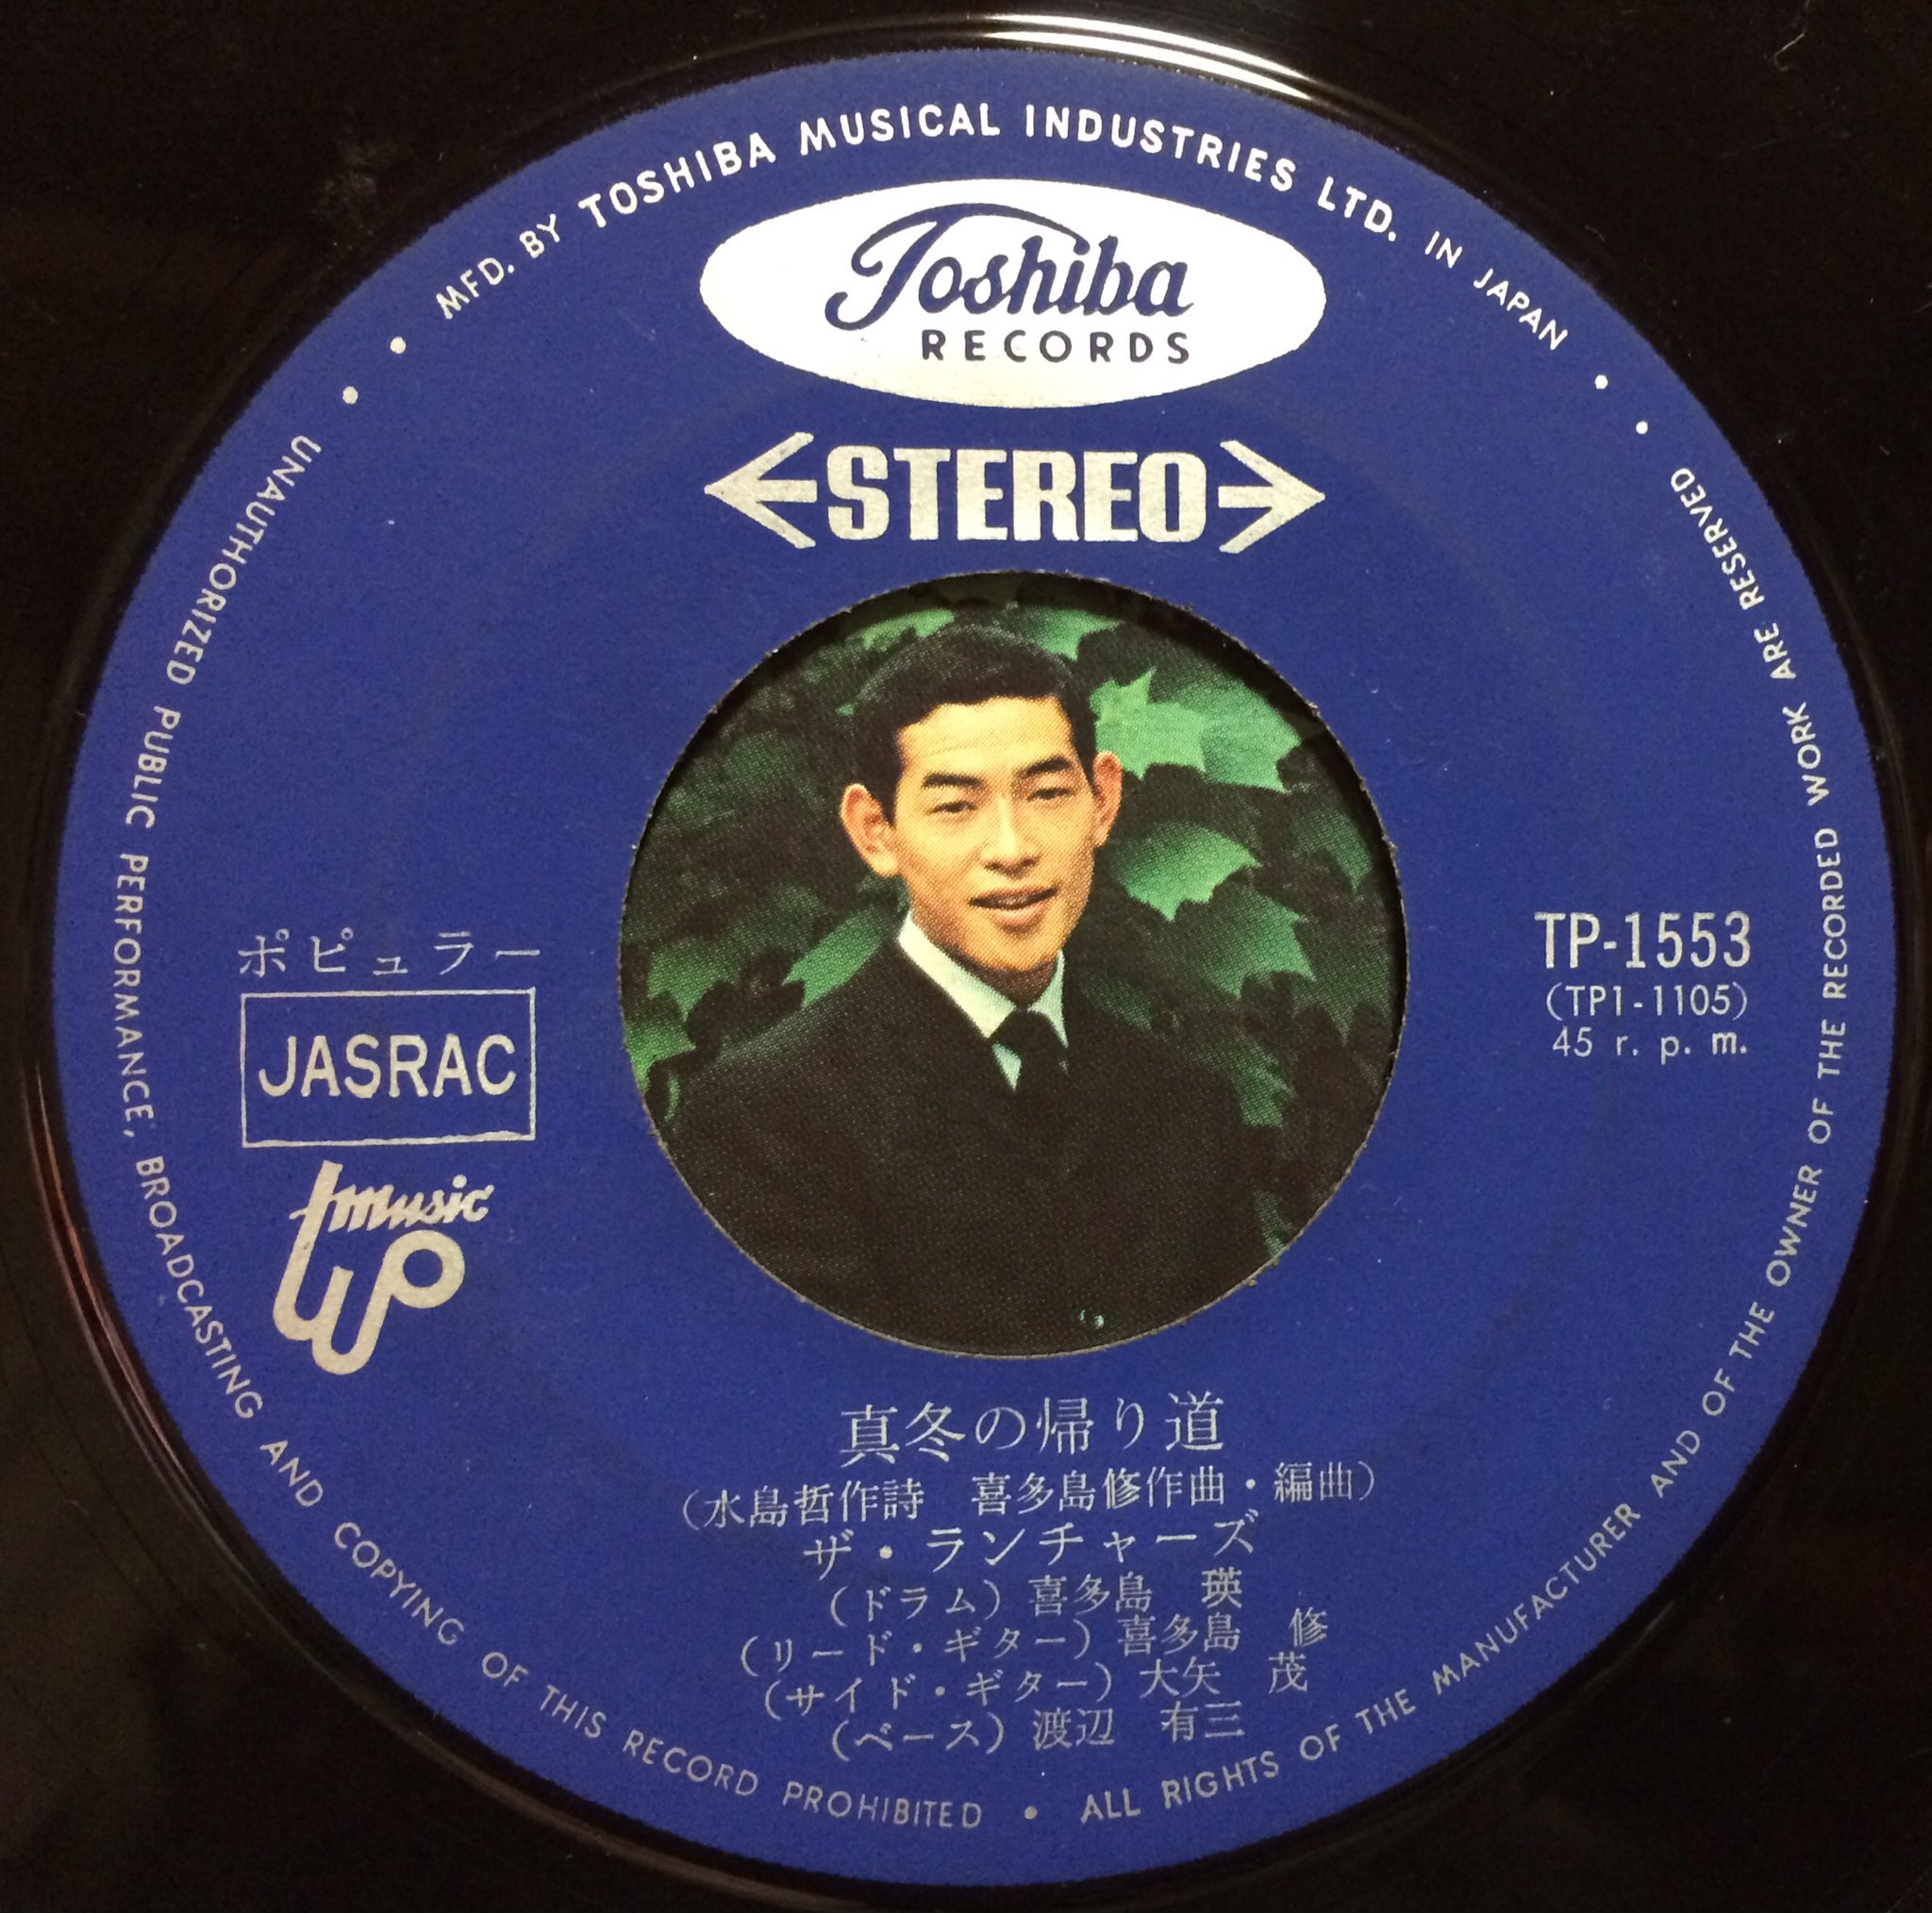 MFD. BY TOSHIBA MUSICAL INDUSTRIES LTD. IN JAPAN
Toshiba
RECORDS
STEREO
ポピュラー
JASRAC
music
up
TP-1553
(TP1-1105)
45 r. p. m.
真冬の帰り道
(水島哲作詩　喜多島修作曲・編曲)
ザ・ランチャーズ
(ドラム) 喜多島　瑛
(リード・ギター) 喜多島　修
(サイド・ギター) 大矢　茂
(ベース) 渡辺　有三
UNAUTHORIZED PUBLIC PERFORMANCE, BROADCASTING AND COPYING OF THIS RECORD PROHIBITED • ALL RIGHTS OF THE MANUFACTURER AND OF THE OWNER OF THE RECORDED WORK ARE RESERVED